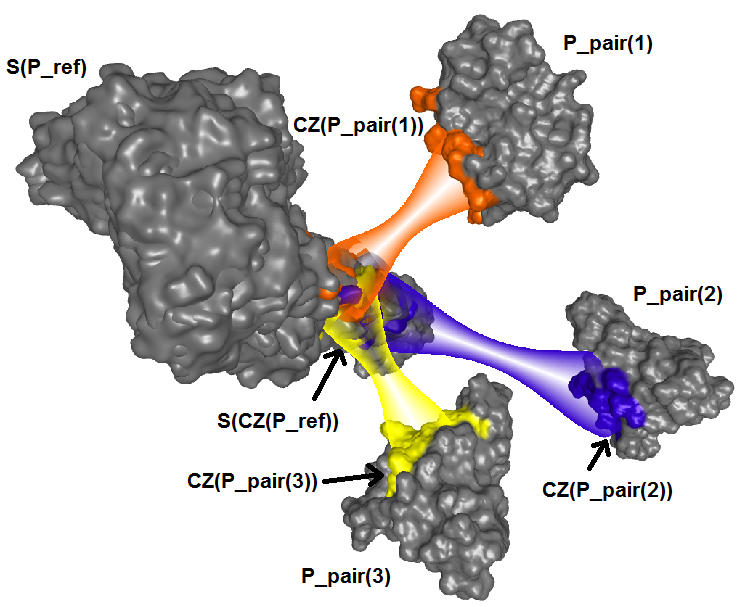 P_pair(1)
S(P_ref)
CZ(P_pair(1))
P_pair(2)
S(CZ(P_ref))
CZ(P_pair(3))
CZ(P_pair(2))
P_pair(3)